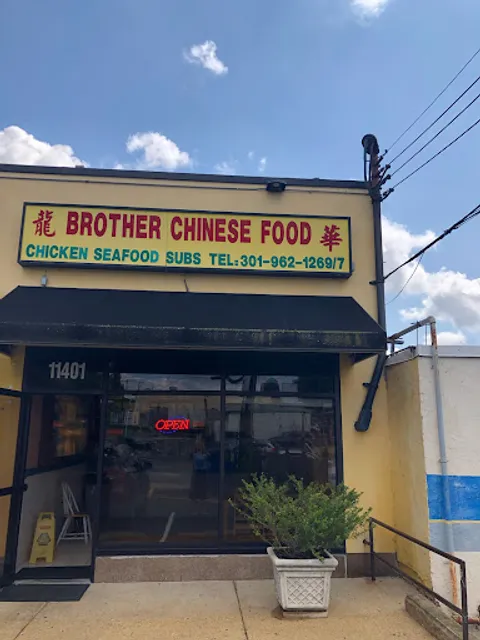 龍 BROTHER CHINESE FOOD 華
CHICKEN SEAFOOD SUBS TEL:301-962-1269/7
11401
OPEN